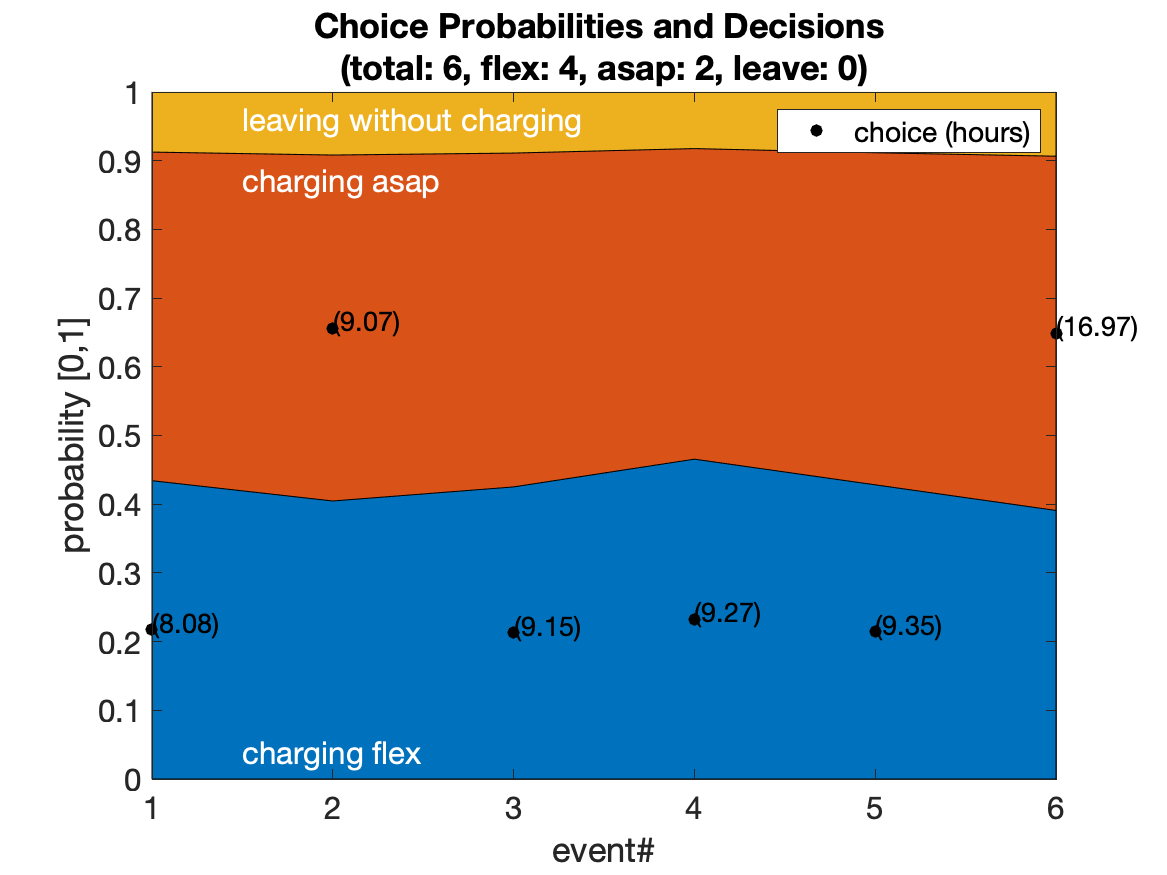 Choice Probabilities and Decisions
(total: 6, flex: 4, asap: 2, leave: 0)
1
leaving without charging
choice (hours)
0.9
charging asap
0.8
0.7
(9.07)
(16.97)
0.6
probability [0,1]
0.5
0.4
0.3
(8.08)
(9.15)
(9.27)
(9.35)
0.2
0.1
charging flex
0
1 2 3 4 5 6
event#